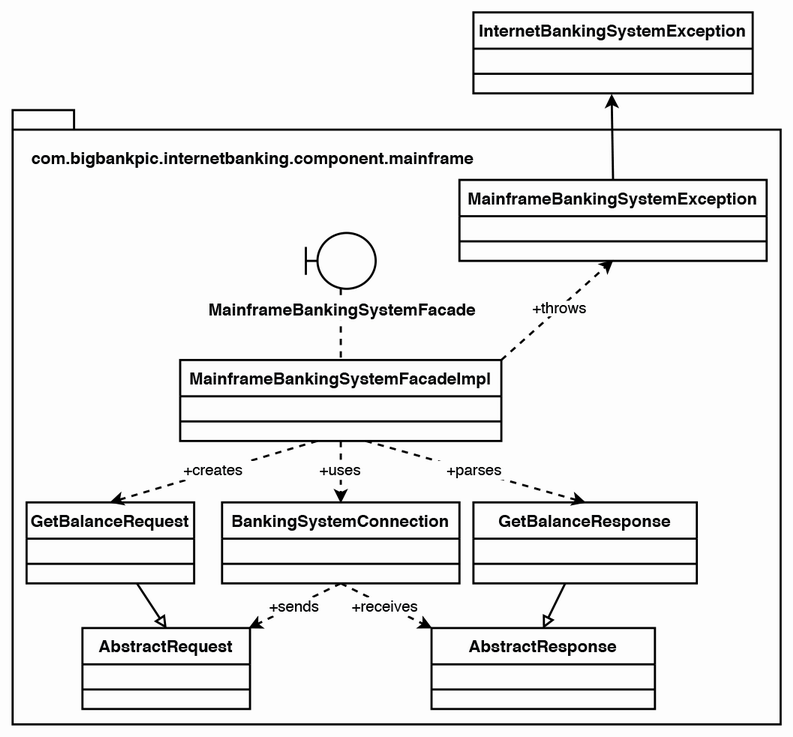 InternetBankingSystemException
com.bigbankpic.internetbanking.component.mainframe
MainframeBankingSystemException
MainframeBankingSystemFacade
+throws
MainframeBankingSystemFacadeImpl
+creates
+uses
+parses
GetBalanceRequest
BankingSystemConnection
GetBalanceResponse
+sends
+receives
AbstractRequest
AbstractResponse